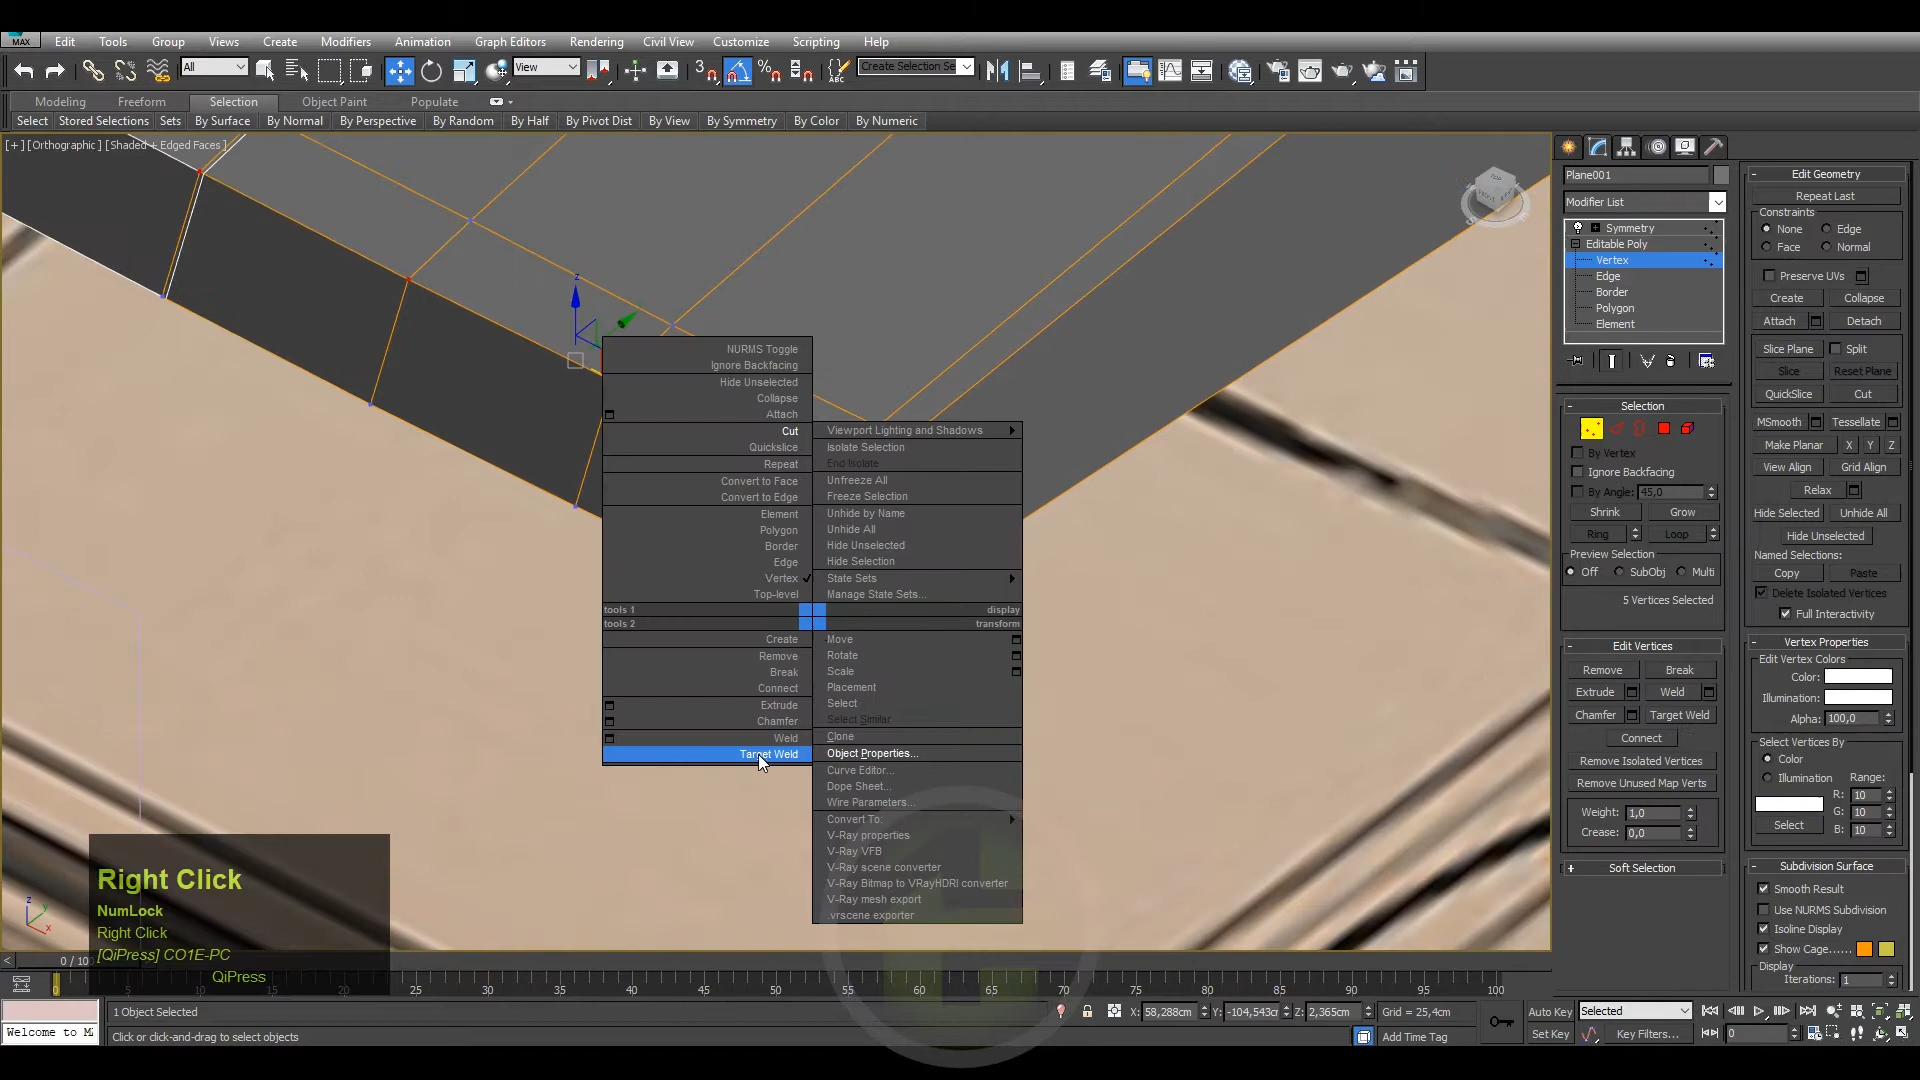 MAX Edit Tools Group Views Create Modifiers Animation Graph Editors Rendering Civil View Customize Scripting Help
All View 3 Create Selection Se
Modeling Freeform Selection Object Paint Populate
Select Stored Selections Sets By Surface By Normal By Perspective By Random By Half By Pivot Dist By View By Symmetry By Color By Numeric
[+] [Orthographic] [Shaded + Edged Faces]
z
NURMS Toggle
Ignore Backfacing
Hide Unselected
Collapse
Attach
Cut
Quickslice
Repeat
Convert to Face
Convert to Edge
Element
Polygon
Border
Edge
Vertex
Top-level
tools 1
tools 2
Create
Remove
Break
Connect
Extrude
Chamfer
Weld
Target Weld
Viewport Lighting and Shadows
Isolate Selection
End Isolate
Unfreeze All
Freeze Selection
Unhide by Name
Unhide All
Hide Unselected
Hide Selection
State Sets
Manage State Sets...
display
transform
Move
Rotate
Scale
Placement
Select
Select Similar
Clone
Object Properties...
Curve Editor...
Dope Sheet...
Wire Parameters...
Convert To:
V-Ray properties
V-Ray VFB
V-Ray scene converter
V-Ray Bitmap to VRayHDRI converter
V-Ray mesh export
.vrscene exporter
Plane001
Modifier List
Symmetry
Editable Poly
Vertex
Edge
Border
Polygon
Element
Selection
By Vertex
Ignore Backfacing
By Angle: 45,0
Shrink Grow
Ring Loop
Preview Selection
Off SubObj Multi
5 Vertices Selected
Edit Vertices
Remove Break
Extrude Weld
Chamfer Target Weld
Connect
Remove Isolated Vertices
Remove Unused Map Verts
Weight: 1,0
Crease: 0,0
Soft Selection
Edit Geometry
Repeat Last
Constraints
None Edge
Face Normal
Preserve UVs
Create Collapse
Attach Detach
Slice Plane Split
Slice Reset Plane
QuickSlice Cut
MSmooth Tessellate
Make Planar X Y Z
View Align Grid Align
Relax
Hide Selected Unhide All
Hide Unselected
Named Selections:
Copy Paste
Delete Isolated Vertices
Full Interactivity
Vertex Properties
Edit Vertex Colors
Color:
Illumination:
Alpha: 100,0
Select Vertices By
Color
Illumination Range:
R: 10
G: 10
Select B: 10
Subdivision Surface
Smooth Result
Use NURMS Subdivision
Isoline Display
Show Cage......
Display
Iterations: 1
Right Click
NumLock
Right Click
[QiPress] CO1E-PC
QiPress
z y x
0 / 100
0 10 20 25 30 35 40 45 50 55 60 65 70 75 80 85 90 95 100
1 Object Selected X: 58,288cm Y: -104,543cm Z: 2,365cm Grid = 25,4cm Auto Key Selected
Welcome to M Click or click-and-drag to select objects Add Time Tag Set Key Key Filters... 0